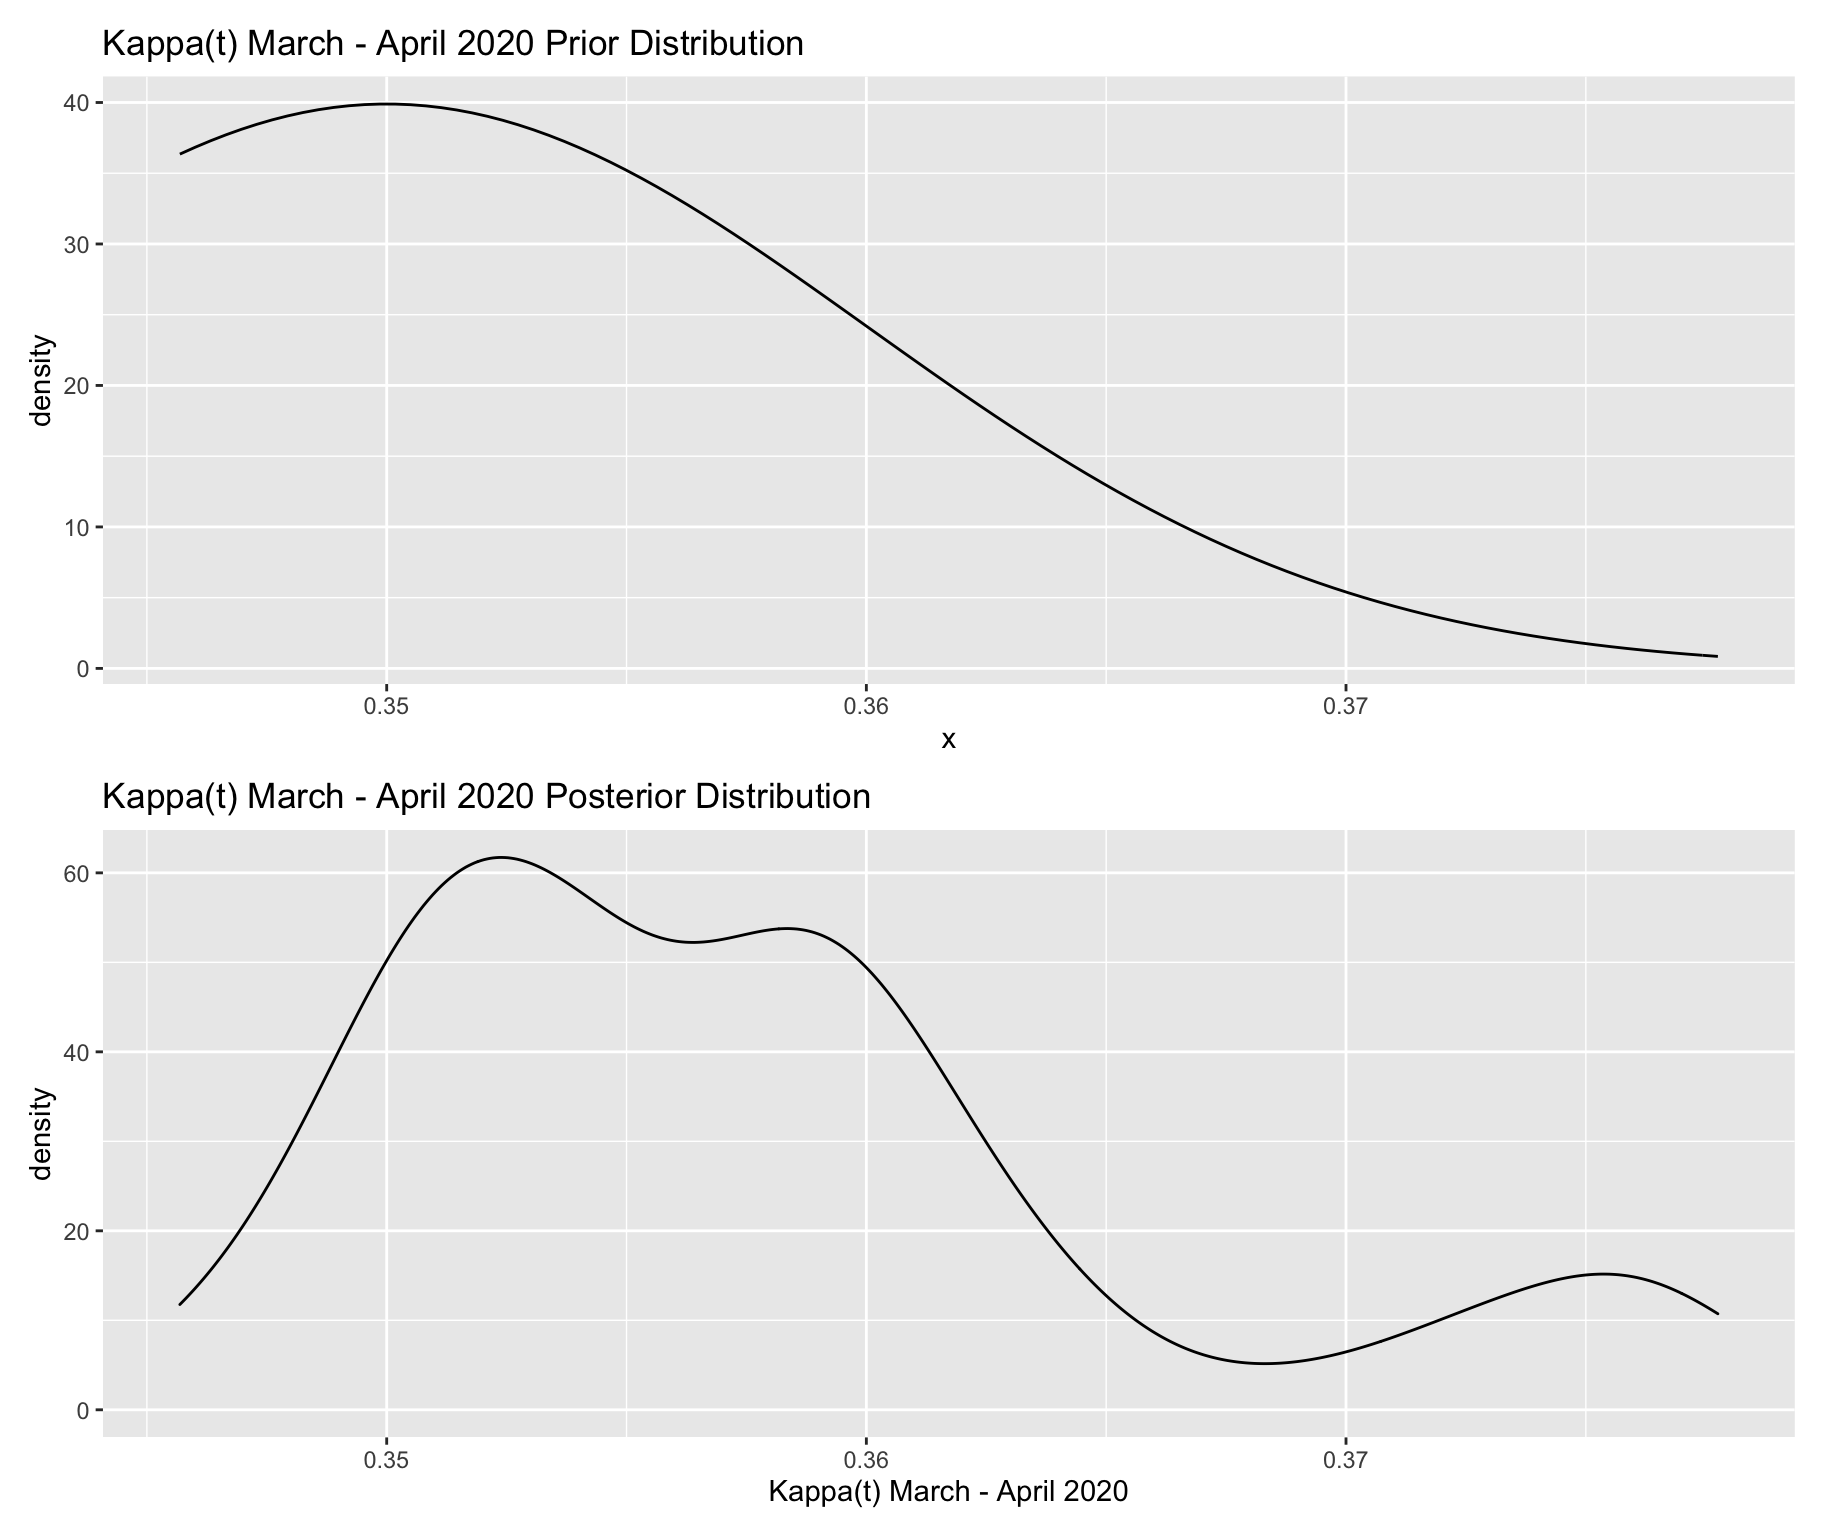 Kappa(t) March - April 2020 Prior Distribution
40
30
20
10
0
density
0.35 0.36 0.37
x
Kappa(t) March - April 2020 Posterior Distribution
60
40
20
0
density
0.35 0.36 0.37
Kappa(t) March - April 2020